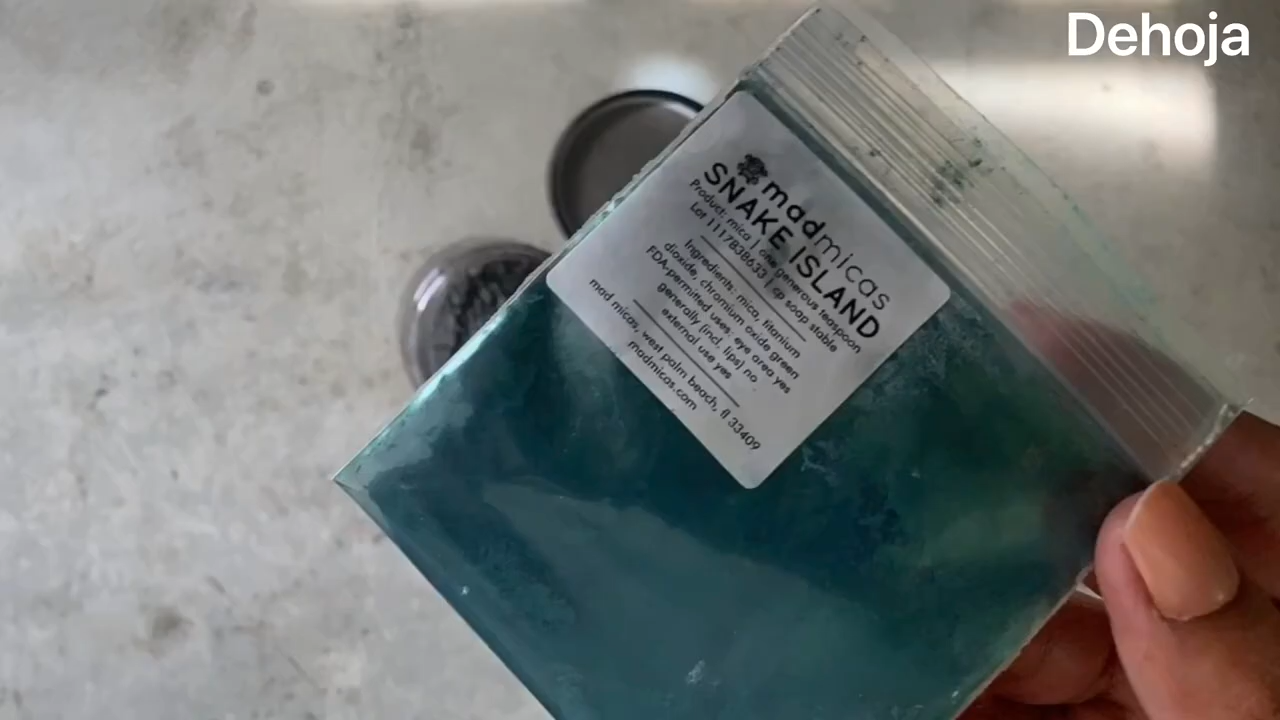 Dehoja
madmicas
SNAKE ISLAND
Product: mica | one generous teaspoon
Lot 1117838633 | cp soap stable
Ingredients: mica, titanium
dioxide, chromium oxide green
FDA-permitted uses: eye area yes
generally (incl. lips) no
external use yes
mad micas, west palm beach, fl 33409
madmicas.com